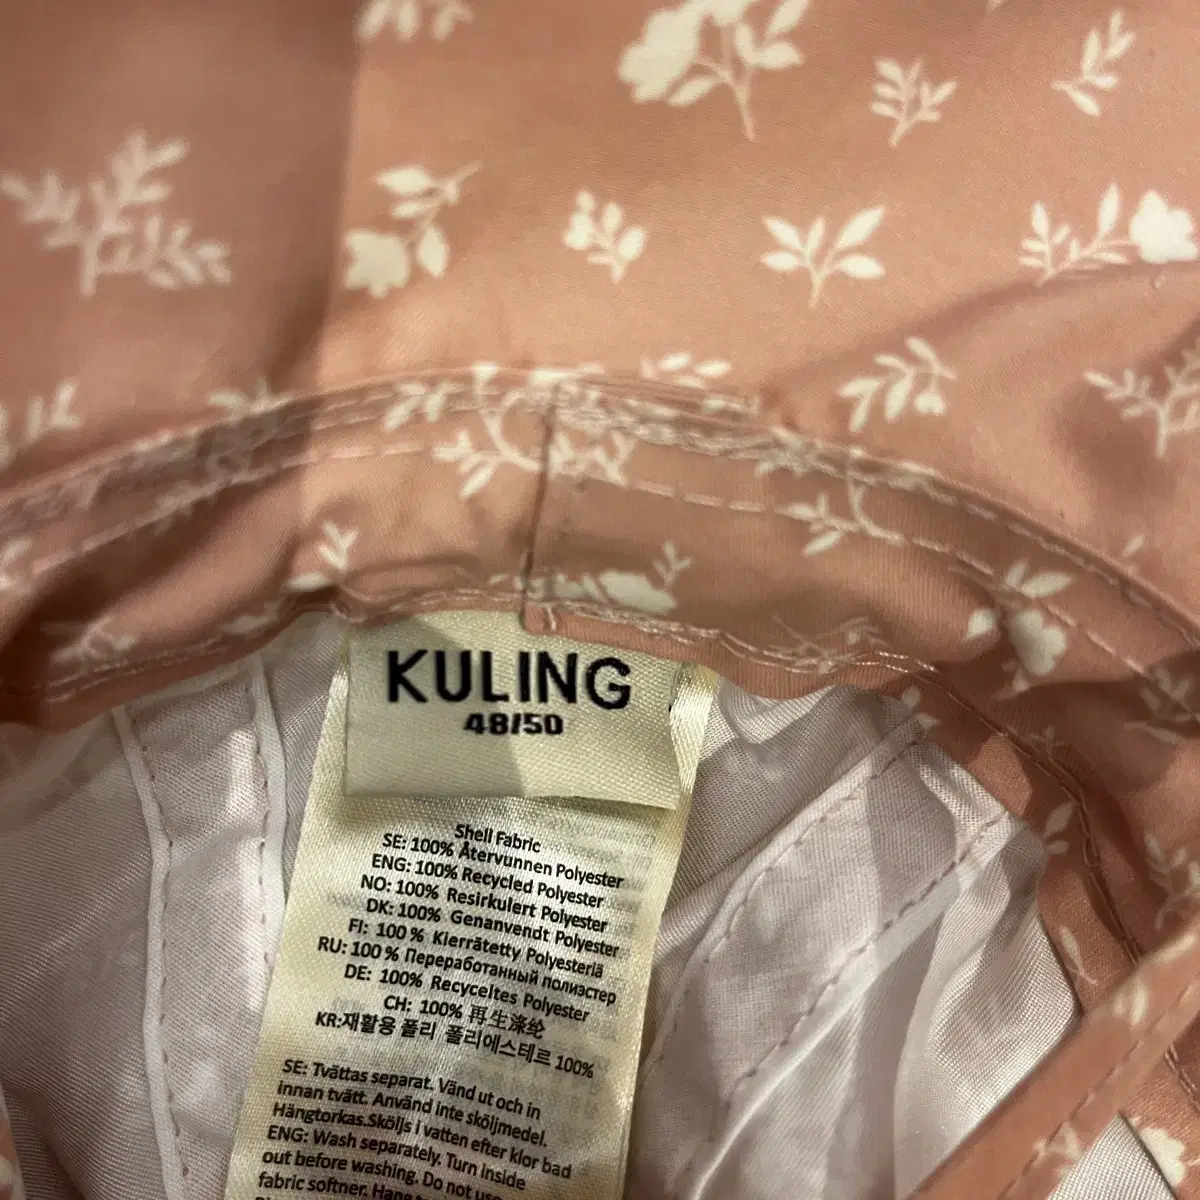 KULING
48/50
Shell Fabric
SE: 100% Återvunnen Polyester
ENG: 100% Recycled Polyester
NO: 100% Resirkulert Polyester
DK: 100% Genanvendt Polyester
FI: 100% Kierrätetty Polyesteriä
RU: 100% Переработанный полиэстер
DE: 100% Recyceltes Polyester
CH: 100% 再生涤纶
KR:재활용 폴리 폴리에스테르 100%
SE: Tvättas separat. Vänd ut och in
innan tvätt. Använd inte sköljmedel.
Hängtorkas.Sköljs i vatten efter klor bad
ENG: Wash separately. Turn inside
out before washing. Do not use
fabric softner. Hang